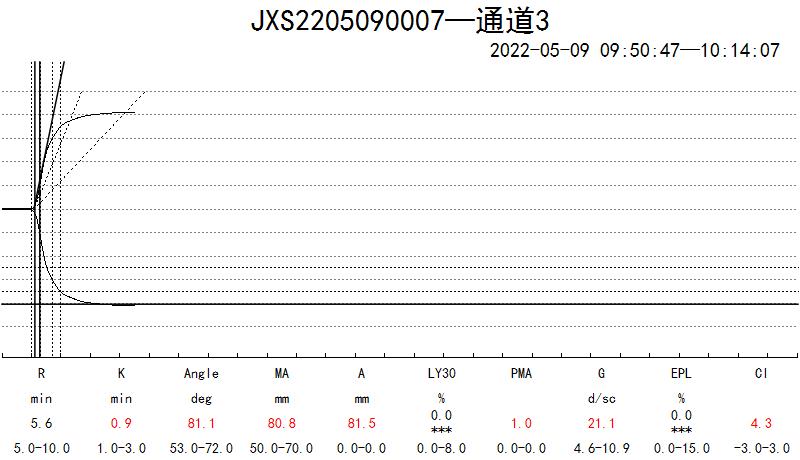 JXS2205090007—通道3
2022-05-09 09:50:47—10:14:07
R K Angle MA A LY30 PMA G EPL CI
min min deg mm mm % d/sc %
5.6 0.9 81.1 80.8 81.5 0.0 *** 1.0 21.1 0.0 *** 4.3
5.0-10.0 1.0-3.0 53.0-72.0 50.0-70.0 0.0-0.0 0.0-8.0 0.0-0.0 4.6-10.9 0.0-15.0 -3.0-3.0